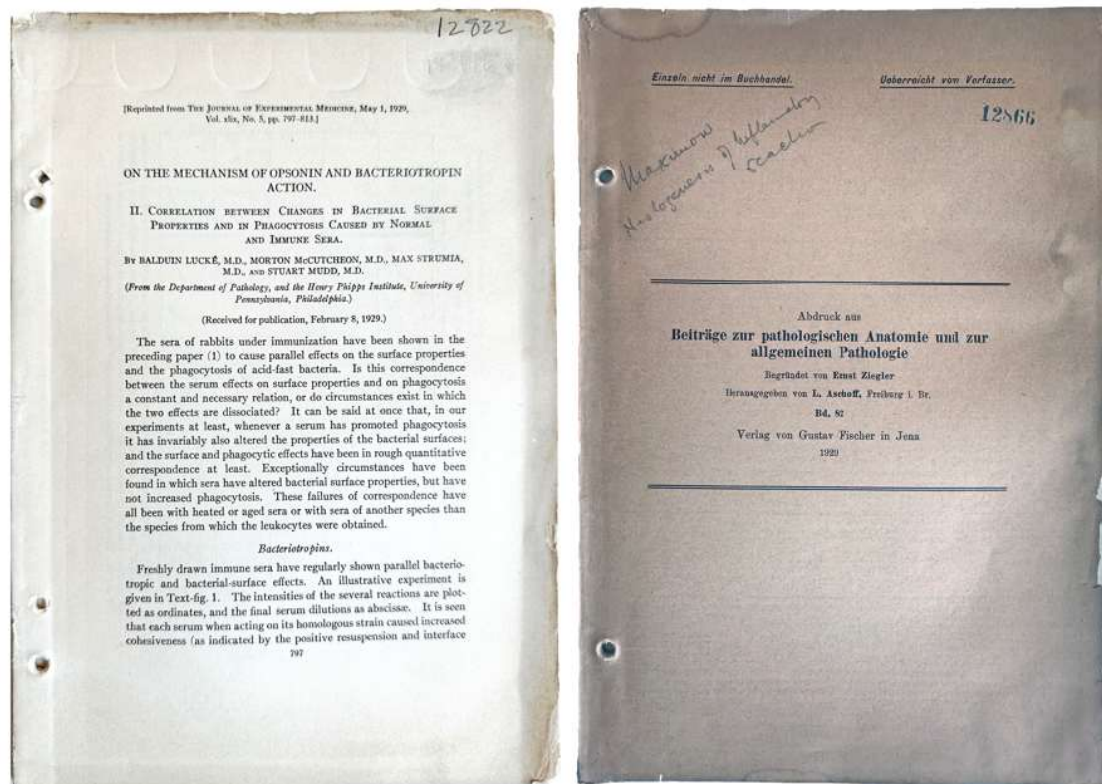 12822
[Reprinted from THE JOURNAL OF EXPERIMENTAL MEDICINE, May 1, 1929,
Vol. xlix, No. 5, pp. 797-813.]
ON THE MECHANISM OF OPSONIN AND BACTERIOTROPIN
ACTION.
II. CORRELATION BETWEEN CHANGES IN BACTERIAL SURFACE
PROPERTIES AND IN PHAGOCYTOSIS CAUSED BY NORMAL
AND IMMUNE SERA.
BY BALDUIN LUCKÉ, M.D., MORTON McCUTCHEON, M.D., MAX STRUMIA,
M.D., AND STUART MUDD, M.D.
(From the Department of Pathology, and the Henry Phipps Institute, University of
Pennsylvania, Philadelphia.)
(Received for publication, February 8, 1929.)
The sera of rabbits under immunization have been shown in the
preceding paper (1) to cause parallel effects on the surface properties
and the phagocytosis of acid-fast bacteria. Is this correspondence
between the serum effects on surface properties and on phagocytosis
a constant and necessary relation, or do circumstances exist in which
the two effects are dissociated? It can be said at once that, in our
experiments at least, whenever a serum has promoted phagocytosis
it has invariably also altered the properties of the bacterial surfaces;
and the surface and phagocytic effects have been in rough quantitative
correspondence at least. Exceptionally circumstances have been
found in which sera have altered bacterial surface properties, but have
not increased phagocytosis. These failures of correspondence have
all been with heated or aged sera or with sera of another species than
the species from which the leukocytes were obtained.
Bacteriotropins.
Freshly drawn immune sera have regularly shown parallel bacterio-
tropic and bacterial-surface effects. An illustrative experiment is
given in Text-fig. 1. The intensities of the several reactions are plot-
ted as ordinates, and the final serum dilutions as abscissæ. It is seen
that each serum when acting on its homologous strain caused increased
cohesiveness (as indicated by the positive resuspension and interface
797
Einzeln nicht im Buchhandel. Ueberreicht vom Verfasser.
12866
Maximow
Histogenesis of Inflammatory
reaction
Abdruck aus
Beiträge zur pathologischen Anatomie und zur
allgemeinen Pathologie
Begründet von Ernst Ziegler
Herausgegeben von L. Aschoff, Freiburg i. Br.
Bd. 82
Verlag von Gustav Fischer in Jena
1929